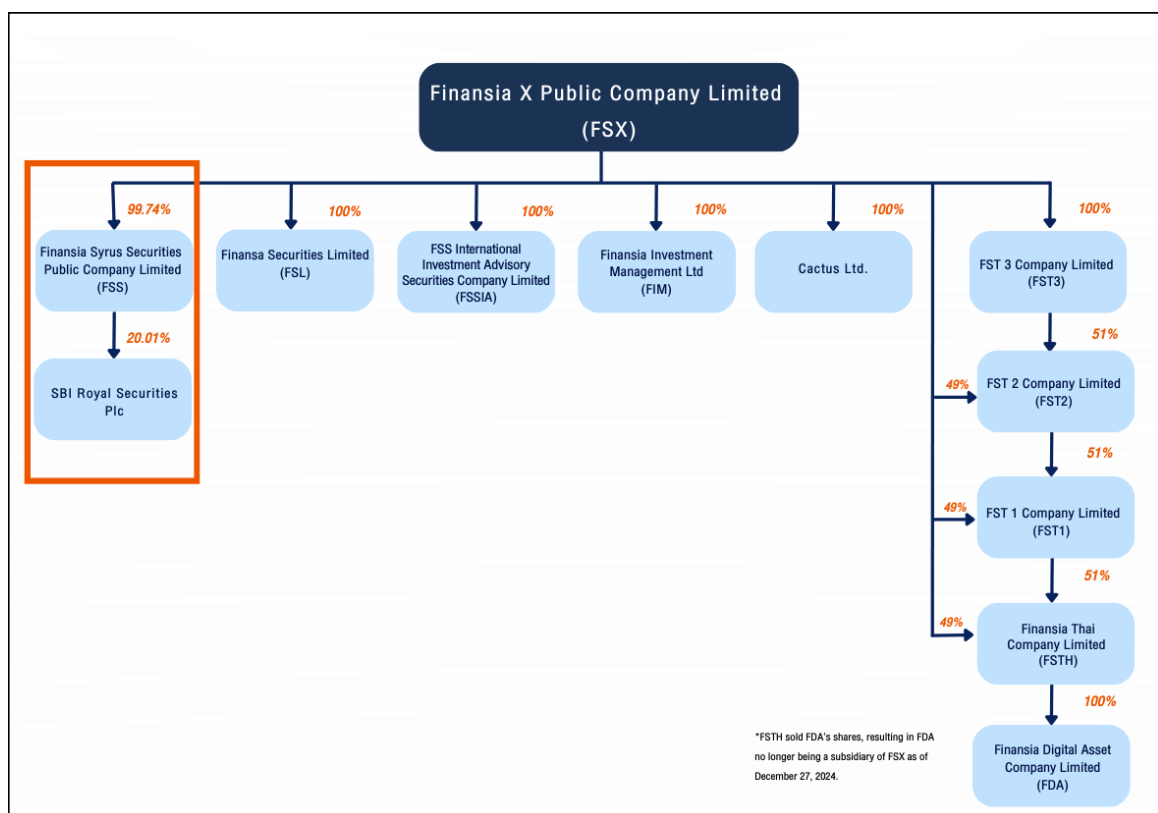 Finansia X Public Company Limited
(FSX)
99.74%
100%
100%
100%
100%
100%
Finansia Syrus Securities
Public Company Limited
(FSS)
Finansa Securities Limited
(FSL)
FSS International
Investment Advisory
Securities Company Limited
(FSSIA)
Finansia Investment
Management Ltd
(FIM)
Cactus Ltd.
FST 3 Company Limited
(FST3)
20.01%
51%
SBI Royal Securities
Plc
49%
FST 2 Company Limited
(FST2)
51%
49%
FST 1 Company Limited
(FST1)
51%
49%
Finansia Thai
Company Limited
(FSTH)
100%
*FSTH sold FDA's shares, resulting in FDA
no longer being a subsidiary of FSX as of
December 27, 2024.
Finansia Digital Asset
Company Limited
(FDA)